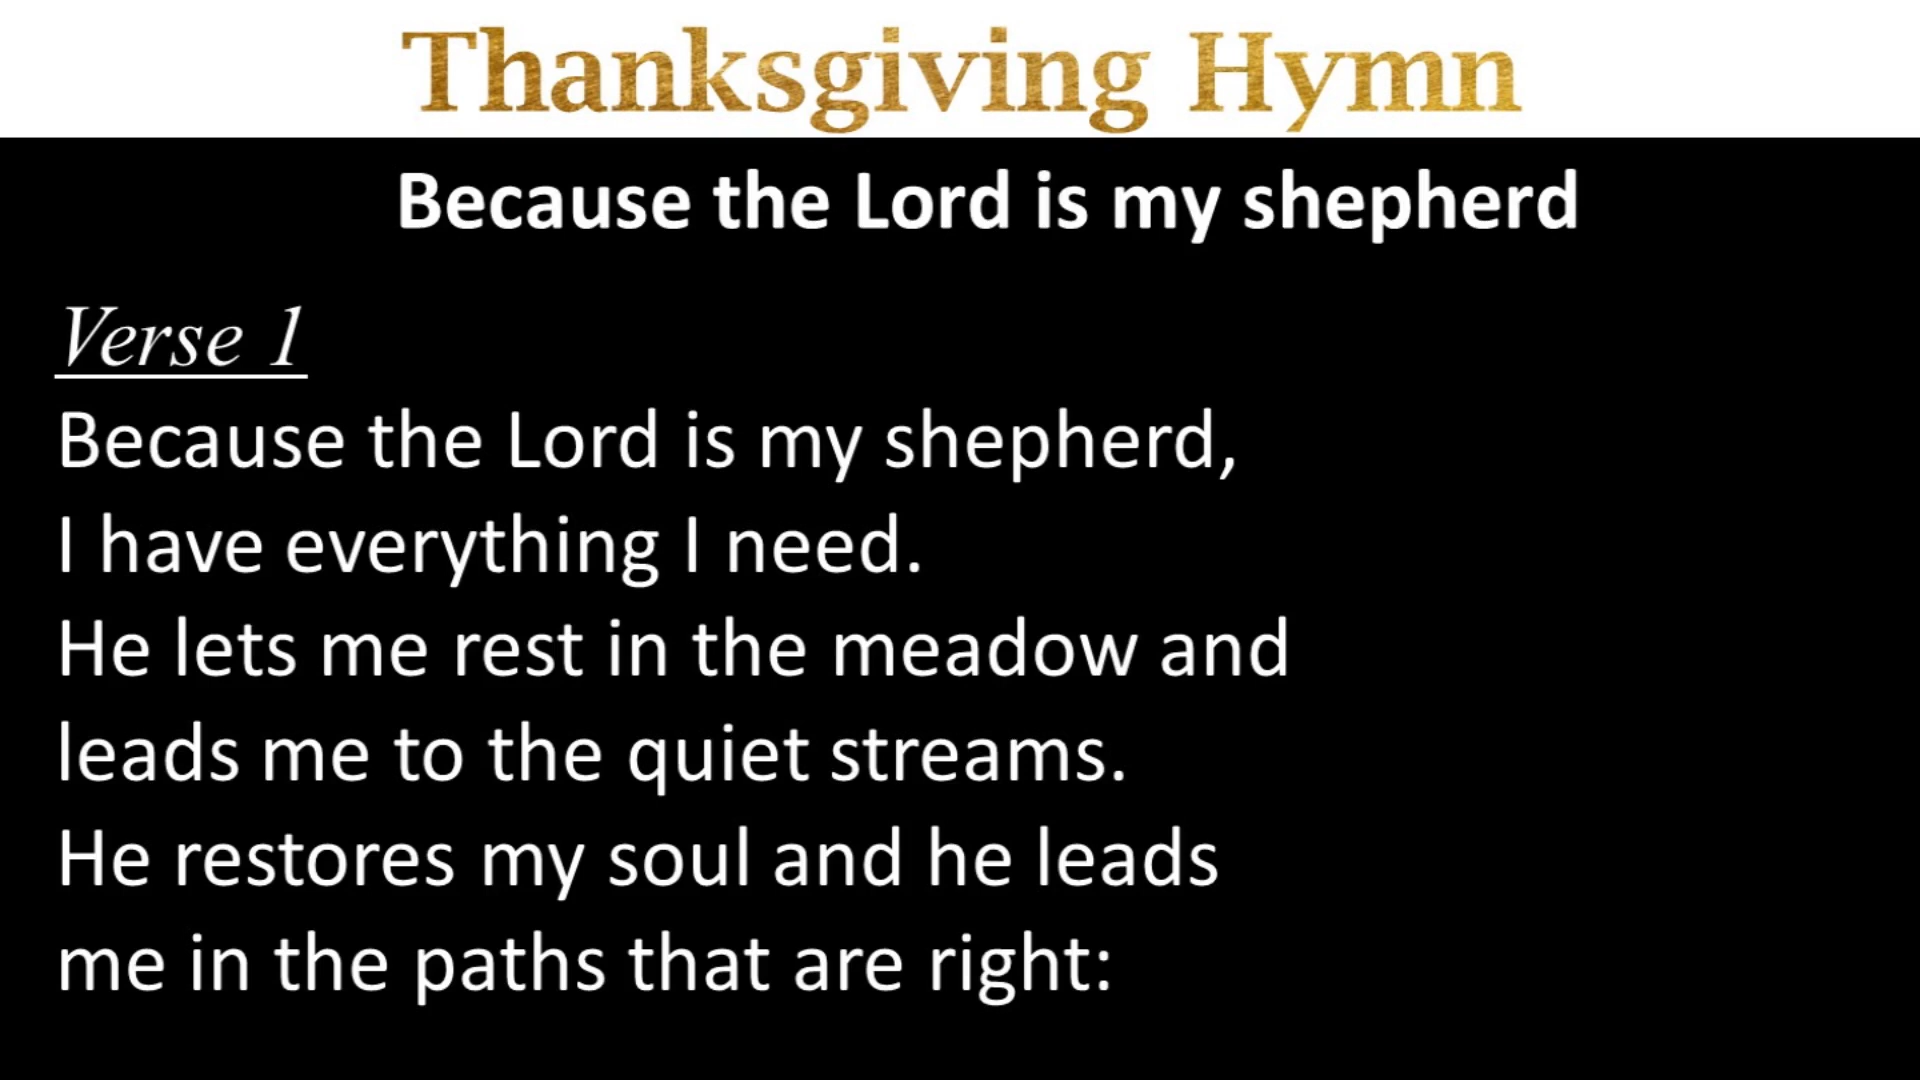 Thanksgiving Hymn
Because the Lord is my shepherd
Verse 1
Because the Lord is my shepherd,
I have everything I need.
He lets me rest in the meadow and
leads me to the quiet streams.
He restores my soul and he leads
me in the paths that are right: